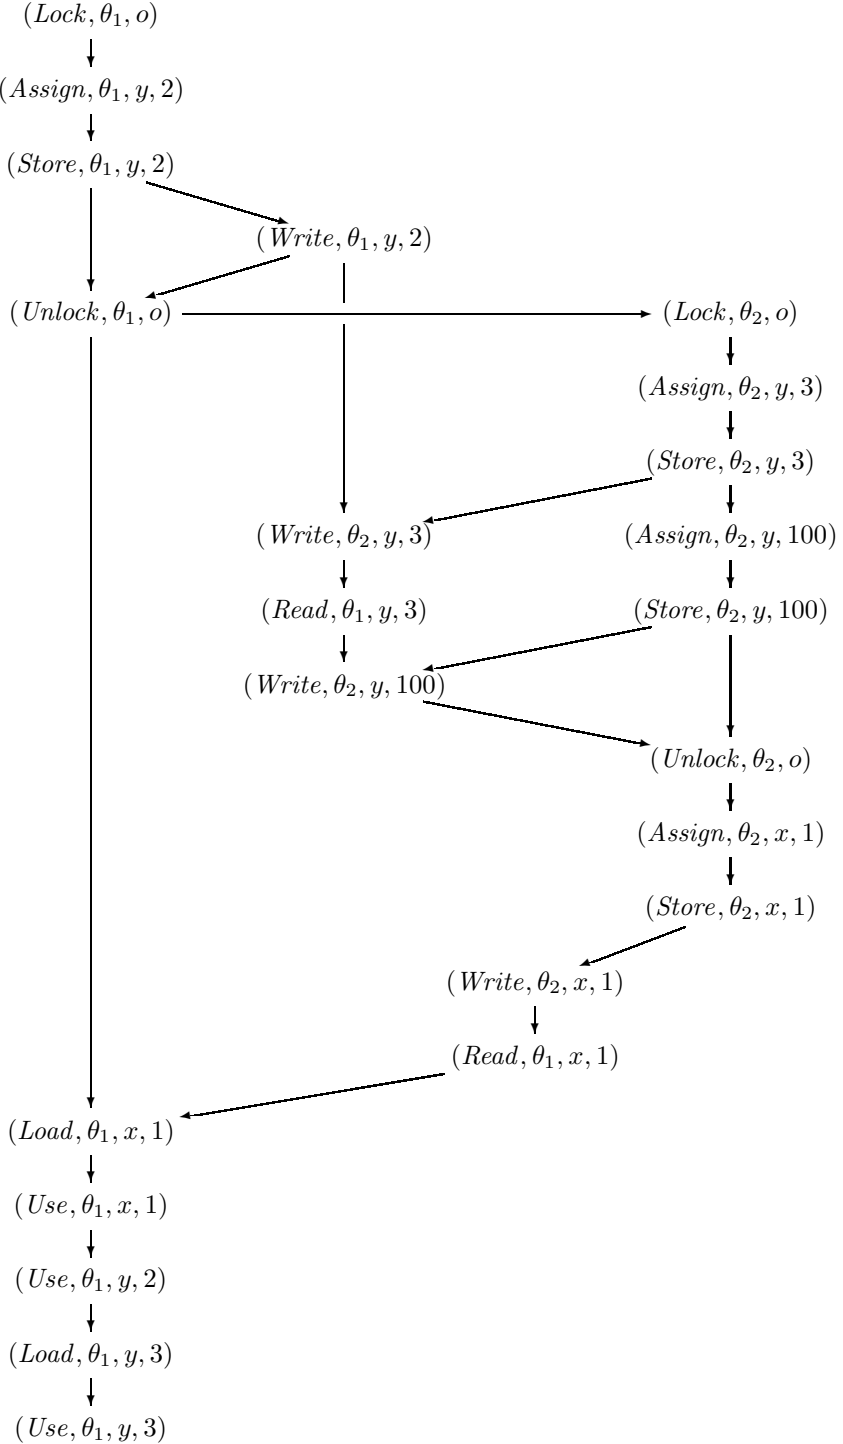 (Lock, θ₁, o)
(Assign, θ₁, y, 2)
(Store, θ₁, y, 2)
(Write, θ₁, y, 2)
(Unlock, θ₁, o)
(Lock, θ₂, o)
(Assign, θ₂, y, 3)
(Store, θ₂, y, 3)
(Write, θ₂, y, 3)
(Assign, θ₂, y, 100)
(Read, θ₁, y, 3)
(Store, θ₂, y, 100)
(Write, θ₂, y, 100)
(Unlock, θ₂, o)
(Assign, θ₂, x, 1)
(Store, θ₂, x, 1)
(Write, θ₂, x, 1)
(Read, θ₁, x, 1)
(Load, θ₁, x, 1)
(Use, θ₁, x, 1)
(Use, θ₁, y, 2)
(Load, θ₁, y, 3)
(Use, θ₁, y, 3)